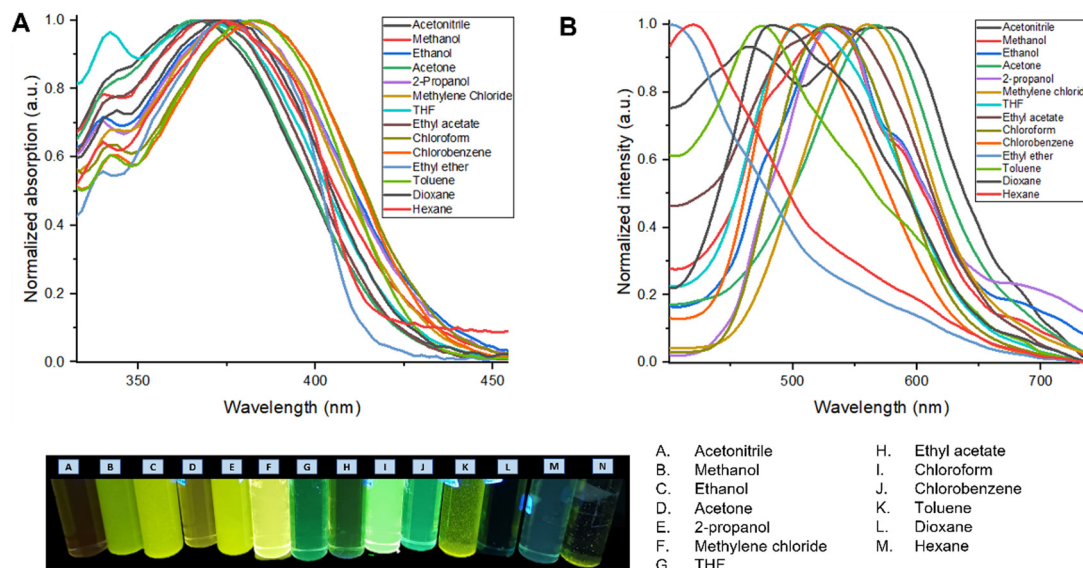 A
Normalized absorption (a.u.)
1.0
0.8
0.6
0.4
0.2
0.0
350
400
450
Wavelength (nm)
Acetonitrile
Methanol
Ethanol
Acetone
2-Propanol
Methylene Chloride
THF
Ethyl acetate
Chloroform
Chlorobenzene
Ethyl ether
Toluene
Dioxane
Hexane
B
Normalized intensity (a.u.)
1.0
0.8
0.6
0.4
0.2
0.0
500
600
700
Wavelength (nm)
Acetonitrile
Methanol
Ethanol
Acetone
2-propanol
Methylene chlorid
THF
Ethyl acetate
Chloroform
Chlorobenzene
Ethyl ether
Toluene
Dioxane
Hexane
A B C D E F G H I J K L M N
A. Acetonitrile
B. Methanol
C. Ethanol
D. Acetone
E. 2-propanol
F. Methylene chloride
G. THF
H. Ethyl acetate
I. Chloroform
J. Chlorobenzene
K. Toluene
L. Dioxane
M. Hexane